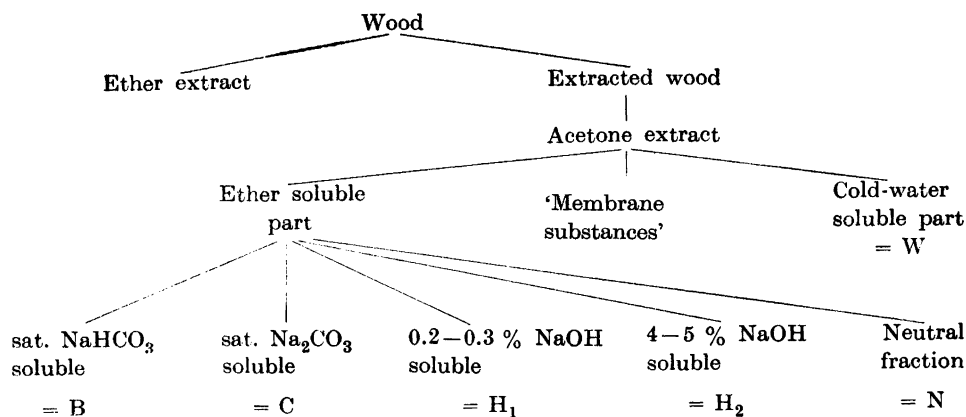 Wood
Ether extract
Extracted wood
Acetone extract
Ether soluble
part
‘Membrane
substances’
Cold-water
soluble part
= W
sat. NaHCO₃
soluble
= B
sat. Na₂CO₃
soluble
= C
0.2—0.3 % NaOH
soluble
= H₁
4—5 % NaOH
soluble
= H₂
Neutral
fraction
= N